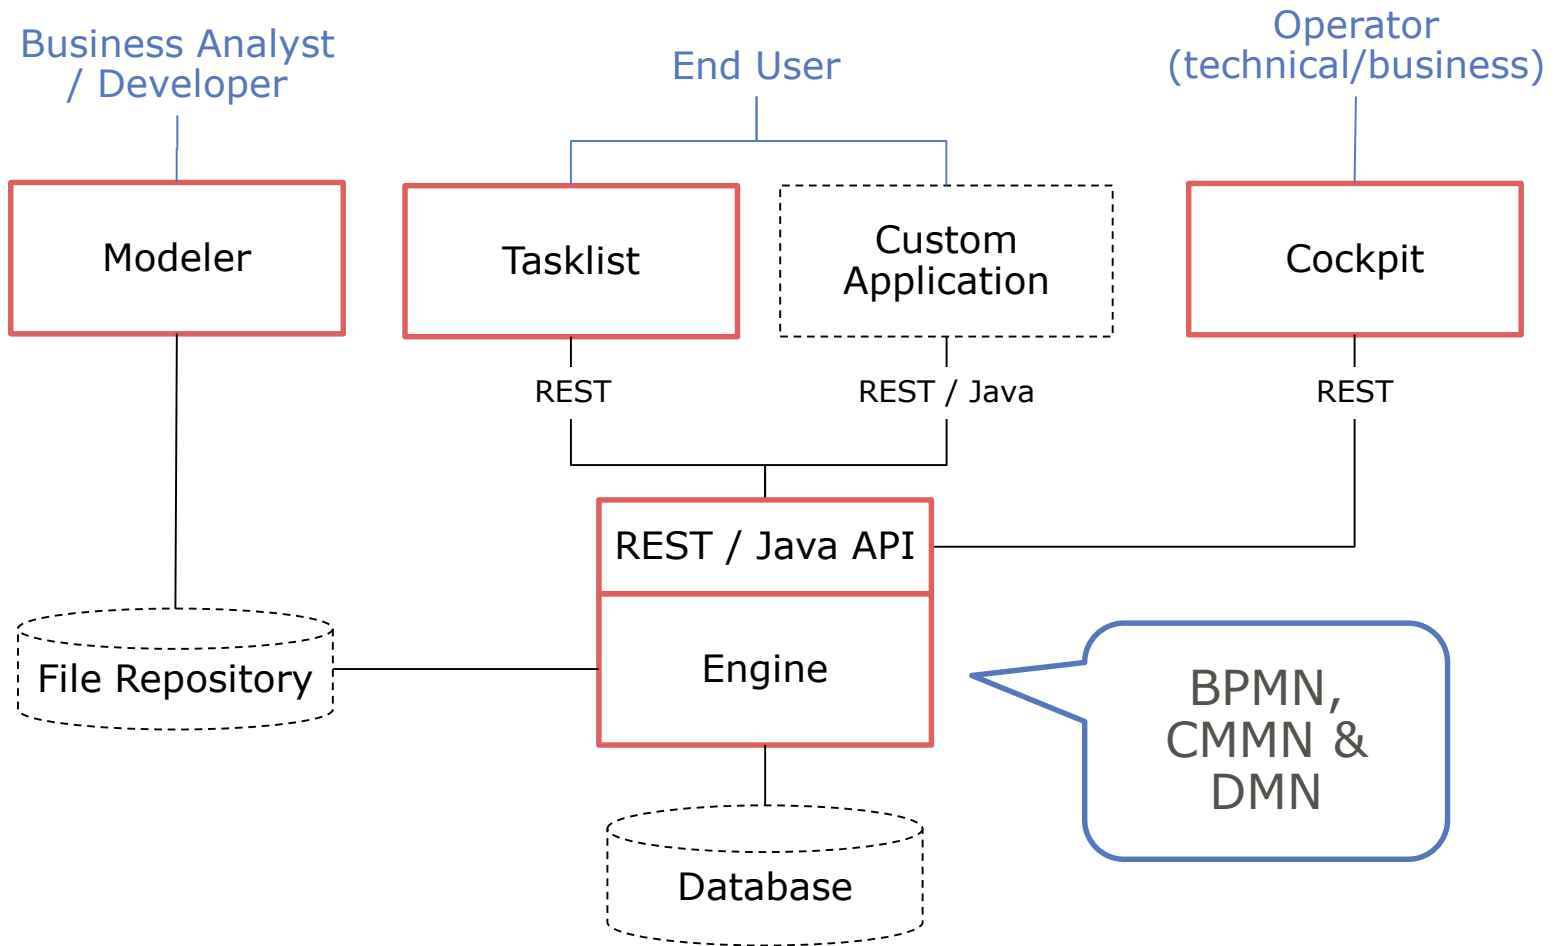 Business Analyst
/ Developer
End User
Operator
(technical/business)
Modeler
Tasklist
Custom
Application
Cockpit
REST
REST / Java
REST
REST / Java API
Engine
File Repository
BPMN,
CMMN &
DMN
Database